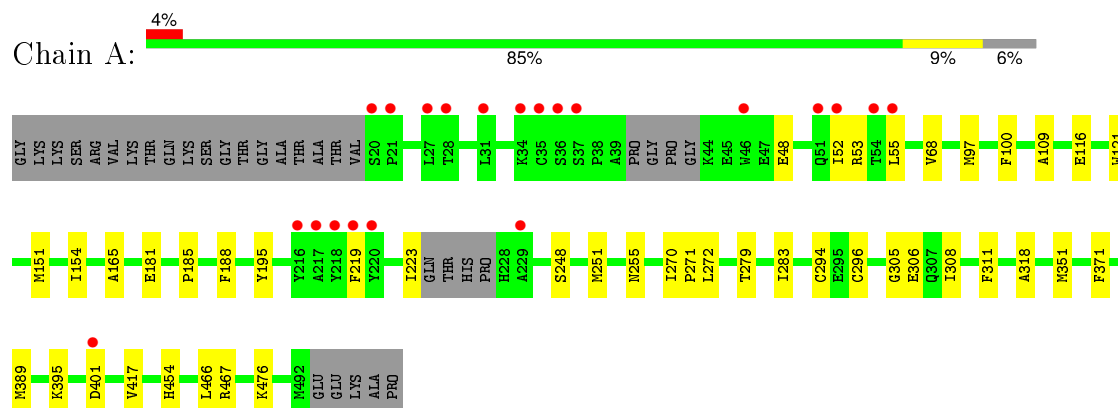 4%
Chain A:
85% 9% 6%
GLY LYS LYS SER ARG VAL LYS THR GLN LYS SER GLY THR GLY ALA THR ALA THR VAL S20 P21 L27 T28 L31 K34 C35 S36 S37 P38 A39 PRO GLY PRO GLY K44 E45 W46 E47 E48 Q51 I52 R53 T54 L55 V68 M97 F100 A109 E116 W121
M151 I154 A165 E181 P185 F188 Y195 Y216 A217 Y218 F219 Y220 I223 GLN THR HIS PRO H228 A229 S248 M251 N255 I270 P271 L272 T279 I283 C294 E295 C296 G305 E306 Q307 I308 F311 A318 M351 F371
M389 K395 D401 V417 H454 L466 R467 K476 M492 GLU GLU LYS ALA PRO